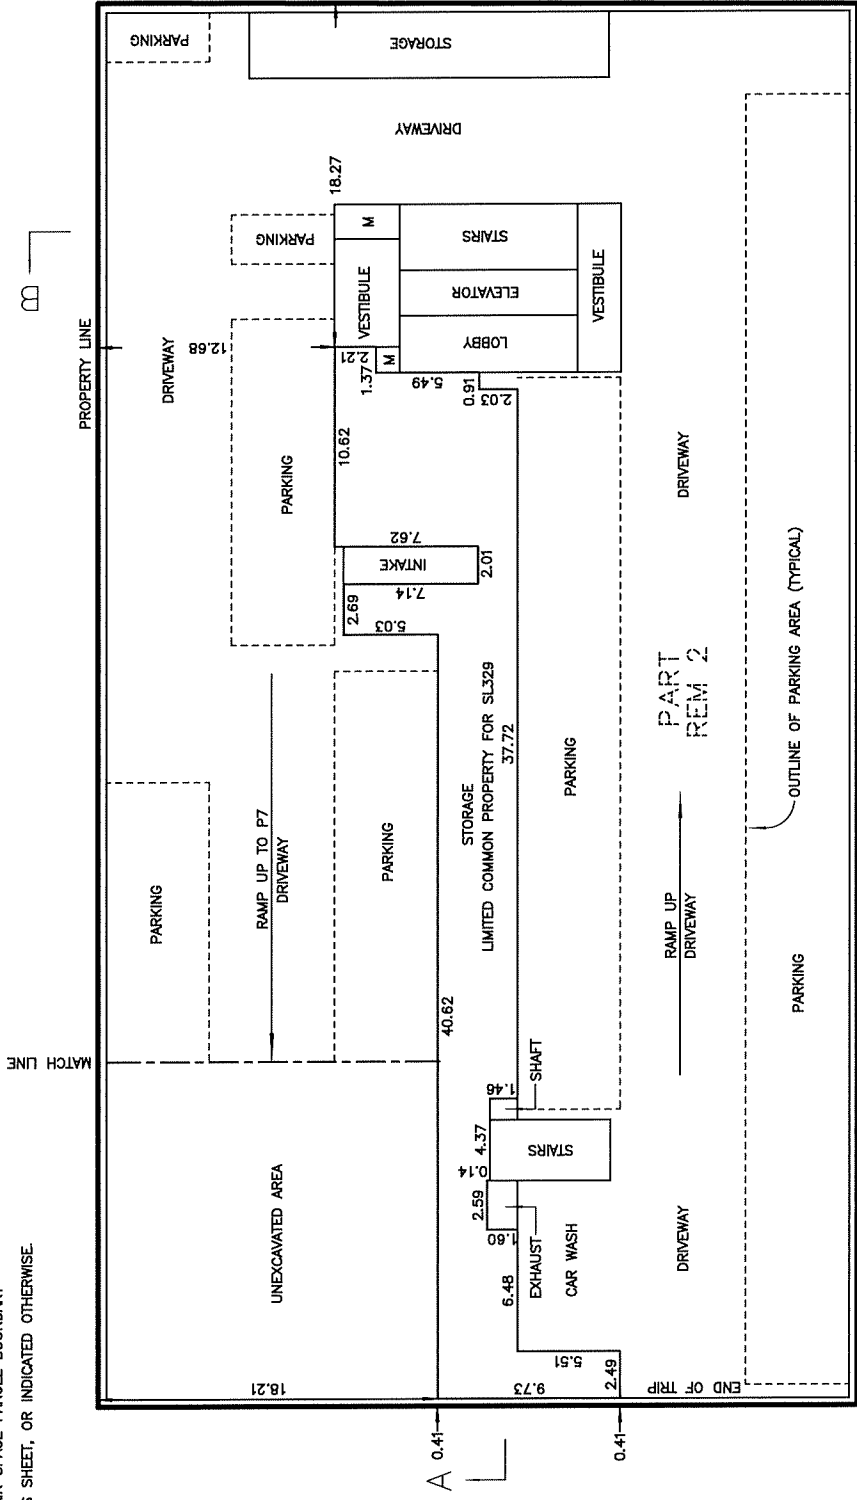 PARKING
STORAGE
DRIVEWAY
18.27
B
PROPERTY LINE
DRIVEWAY
12.68
PARKING
M
STAIRS
VESTIBULE
ELEVATOR
LOBBY
VESTIBULE
2.21
M
1.37
5.49
0.91
2.03
10.62
PARKING
7.62
INTAKE
2.01
7.14
2.69
5.03
DRIVEWAY
OUTLINE OF PARKING AREA (TYPICAL)
PART
REM 2
STORAGE
LIMITED COMMON PROPERTY FOR SL329
37.72
PARKING
PARKING
RAMP UP TO P7
DRIVEWAY
PARKING
RAMP UP
DRIVEWAY
PARKING
40.62
MATCH LINE
SHAFT
1.46
4.37
STAIRS
0.14
2.59
1.60
EXHAUST
6.48
CAR WASH
DRIVEWAY
UNEXCAVATED AREA
5.51
2.49
END OF TRIP
9.73
18.21
0.41
0.41
A
S SHEET, OR INDICATED OTHERWISE.